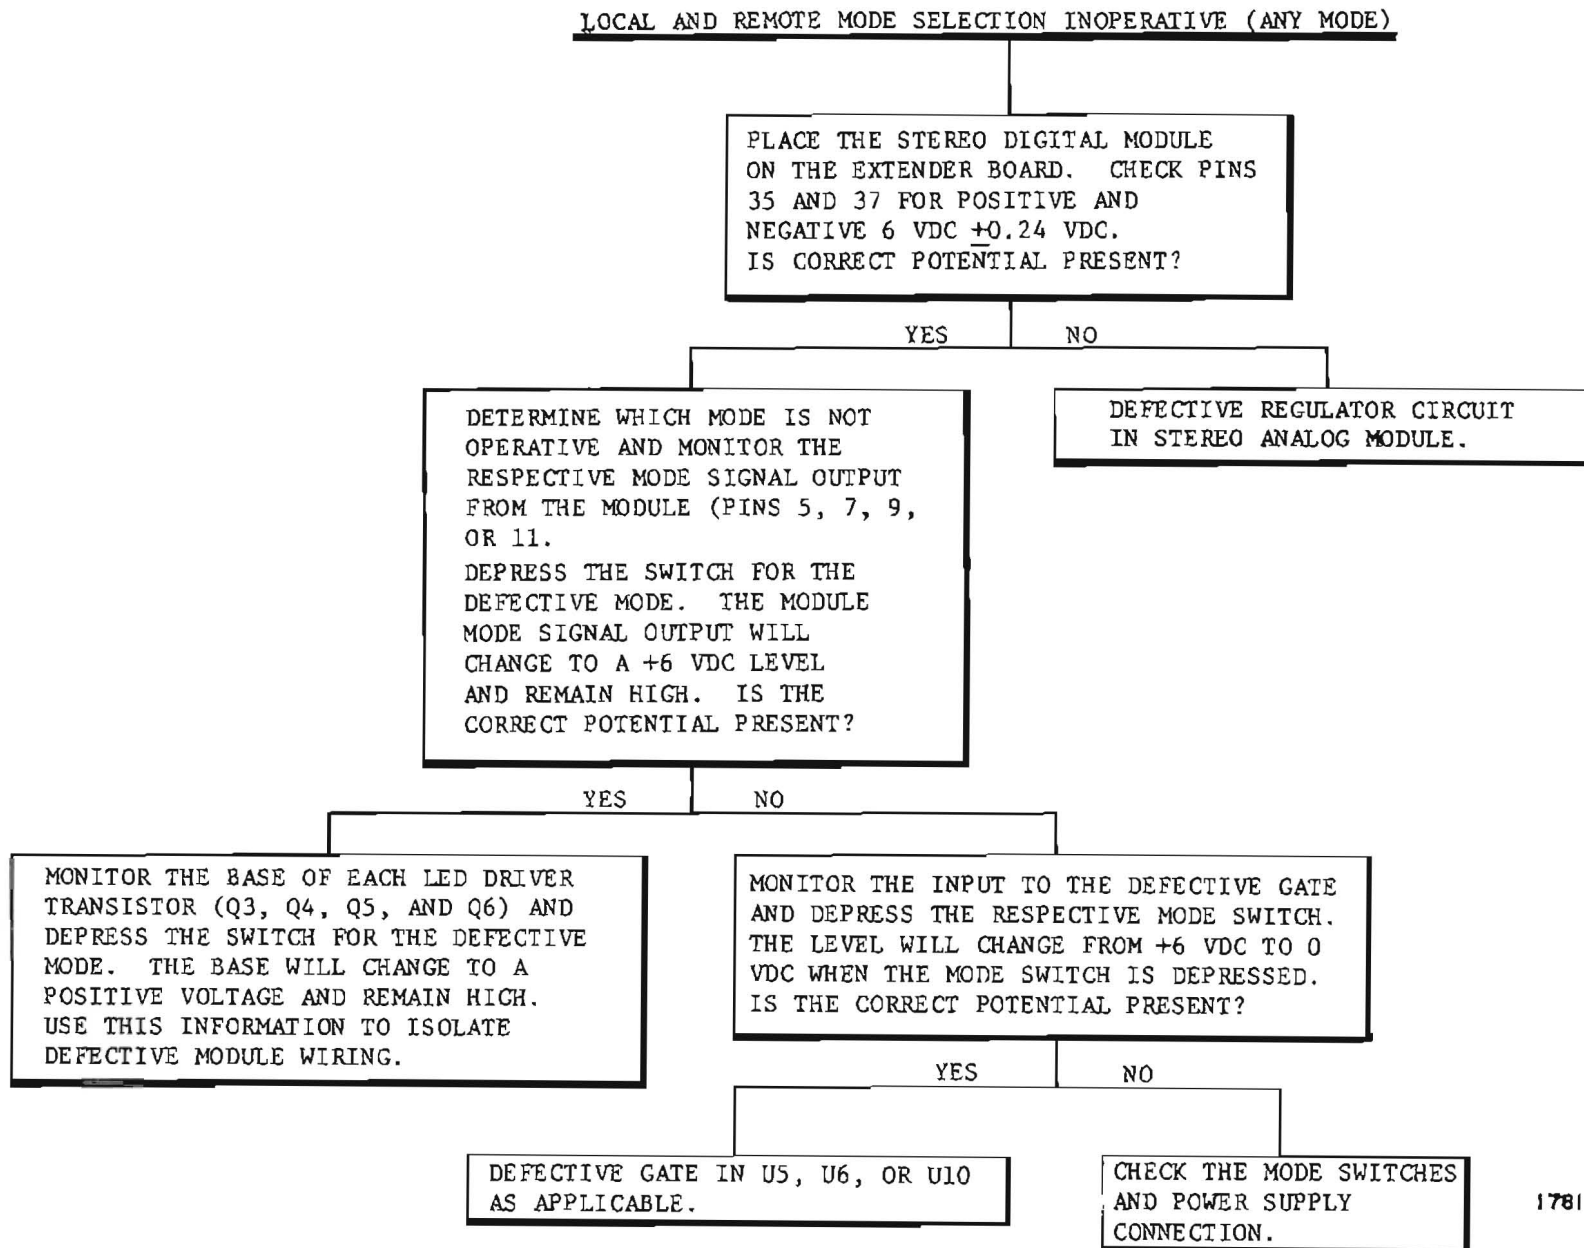 LOCAL AND REMOTE MODE SELECTION INOPERATIVE (ANY MODE)
PLACE THE STEREO DIGITAL MODULE
ON THE EXTENDER BOARD. CHECK PINS
35 AND 37 FOR POSITIVE AND
NEGATIVE 6 VDC ±0.24 VDC.
IS CORRECT POTENTIAL PRESENT?
YES NO
DETERMINE WHICH MODE IS NOT
OPERATIVE AND MONITOR THE
RESPECTIVE MODE SIGNAL OUTPUT
FROM THE MODULE (PINS 5, 7, 9,
OR 11.
DEPRESS THE SWITCH FOR THE
DEFECTIVE MODE. THE MODULE
MODE SIGNAL OUTPUT WILL
CHANGE TO A +6 VDC LEVEL
AND REMAIN HIGH. IS THE
CORRECT POTENTIAL PRESENT?
DEFECTIVE REGULATOR CIRCUIT
IN STEREO ANALOG MODULE.
YES NO
MONITOR THE BASE OF EACH LED DRIVER
TRANSISTOR (Q3, Q4, Q5, AND Q6) AND
DEPRESS THE SWITCH FOR THE DEFECTIVE
MODE. THE BASE WILL CHANGE TO A
POSITIVE VOLTAGE AND REMAIN HIGH.
USE THIS INFORMATION TO ISOLATE
DEFECTIVE MODULE WIRING.
MONITOR THE INPUT TO THE DEFECTIVE GATE
AND DEPRESS THE RESPECTIVE MODE SWITCH.
THE LEVEL WILL CHANGE FROM +6 VDC TO 0
VDC WHEN THE MODE SWITCH IS DEPRESSED.
IS THE CORRECT POTENTIAL PRESENT?
YES NO
DEFECTIVE GATE IN U5, U6, OR U10
AS APPLICABLE.
CHECK THE MODE SWITCHES
AND POWER SUPPLY
CONNECTION.
1781